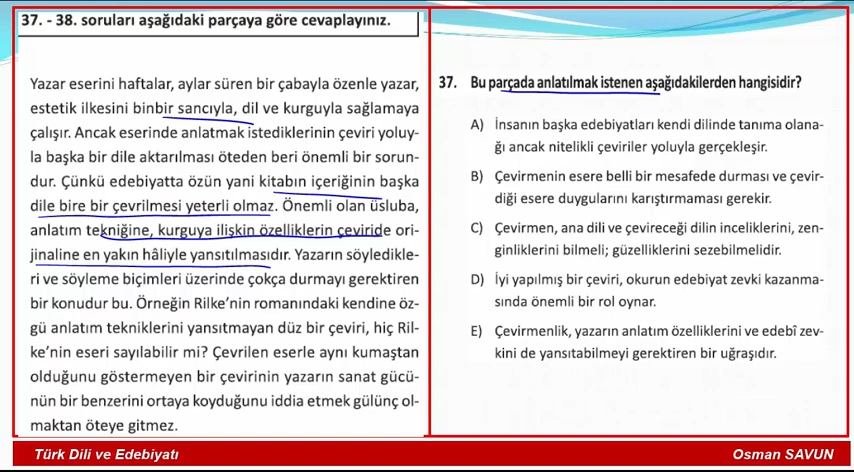 37. - 38. soruları aşağıdaki parçaya göre cevaplayınız.
Yazar eserini haftalar, aylar süren bir çabayla özenle yazar,
estetik ilkesini binbir sancıyla, dil ve kurguyla sağlamaya
çalışır. Ancak eserinde anlatmak istediklerinin çeviri yoluy-
la başka bir dile aktarılması öteden beri önemli bir sorun-
dur. Çünkü edebiyatta özün yani kitabın içeriğinin başka
dile bire bir çevrilmesi yeterli olmaz. Önemli olan üsluba,
anlatım tekniğine, kurguya ilişkin özelliklerin çeviride ori-
jinaline en yakın hâliyle yansıtılmasıdır. Yazarın söyledikle-
ri ve söyleme biçimleri üzerinde çokça durmayı gerektiren
bir konudur bu. Örneğin Rilke'nin romanındaki kendine öz-
gü anlatım tekniklerini yansıtmayan düz bir çeviri, hiç Ril-
ke'nin eseri sayılabilir mi? Çevrilen eserle aynı kumaştan
olduğunu göstermeyen bir çevirinin yazarın sanat gücü-
nün bir benzerini ortaya koyduğunu iddia etmek gülünç ol-
maktan öteye gitmez.
37. Bu parçada anlatılmak istenen aşağıdakilerden hangisidir?
A) İnsanın başka edebiyatları kendi dilinde tanıma olana-
ğı ancak nitelikli çeviriler yoluyla gerçekleşir.
B) Çevirmenin esere belli bir mesafede durması ve çevir-
diği esere duygularını karıştırmaması gerekir.
C) Çevirmen, ana dili ve çevireceği dilin inceliklerini, zen-
ginliklerini bilmeli; güzelliklerini sezebilmelidir.
D) İyi yapılmış bir çeviri, okurun edebiyat zevki kazanma-
sında önemli bir rol oynar.
E) Çevirmenlik, yazarın anlatım özelliklerini ve edebî zev-
kini de yansıtabilmeyi gerektiren bir uğraşıdır.
Türk Dili ve Edebiyatı
Osman SAVUN